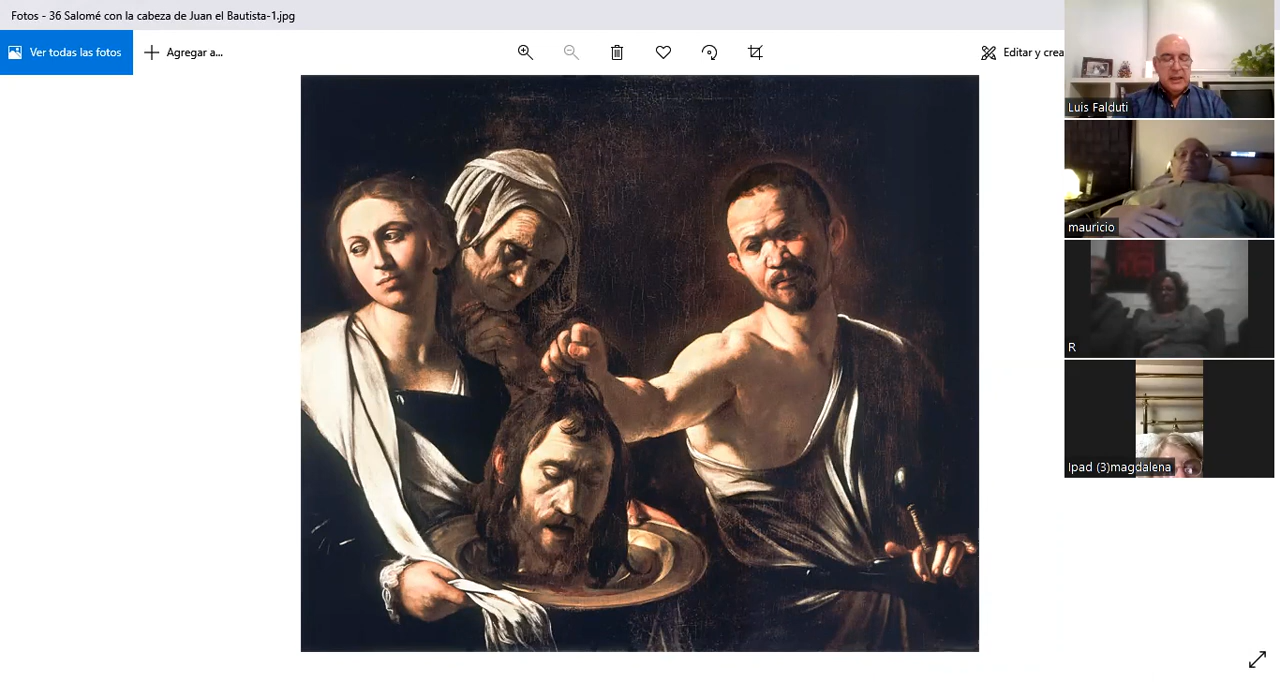 Fotos - 36 Salomé con la cabeza de Juan el Bautista-1.jpg
Ver todas las fotos
Agregar a...
Editar y crea
Luis Falduti
mauricio
R
Ipad (3)magdalena